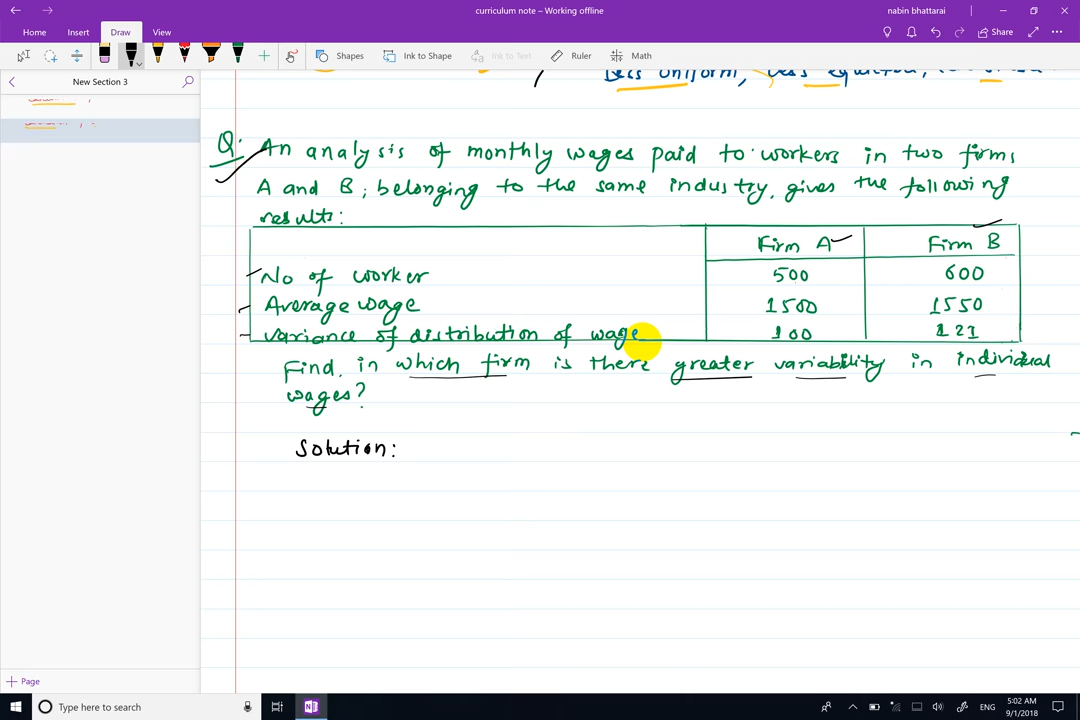 curriculum note – Working offline
nabin bhattarai
Home Insert Draw View
Share
Shapes Ink to Shape Ink to Text Ruler Math
New Section 3
Less uniform, Less equitable,
Q: An analysis of monthly wages paid to workers in two firms
A and B, belonging to the same industry, gives the following
results:
Firm A Firm B
No of worker 500 600
Average wage 1500 1550
variance of distribution of wage 100 121
Find, in which firm is there greater variability in individual
wages?
Solution:
+ Page
Type here to search
ENG
5:02 AM
9/1/2018